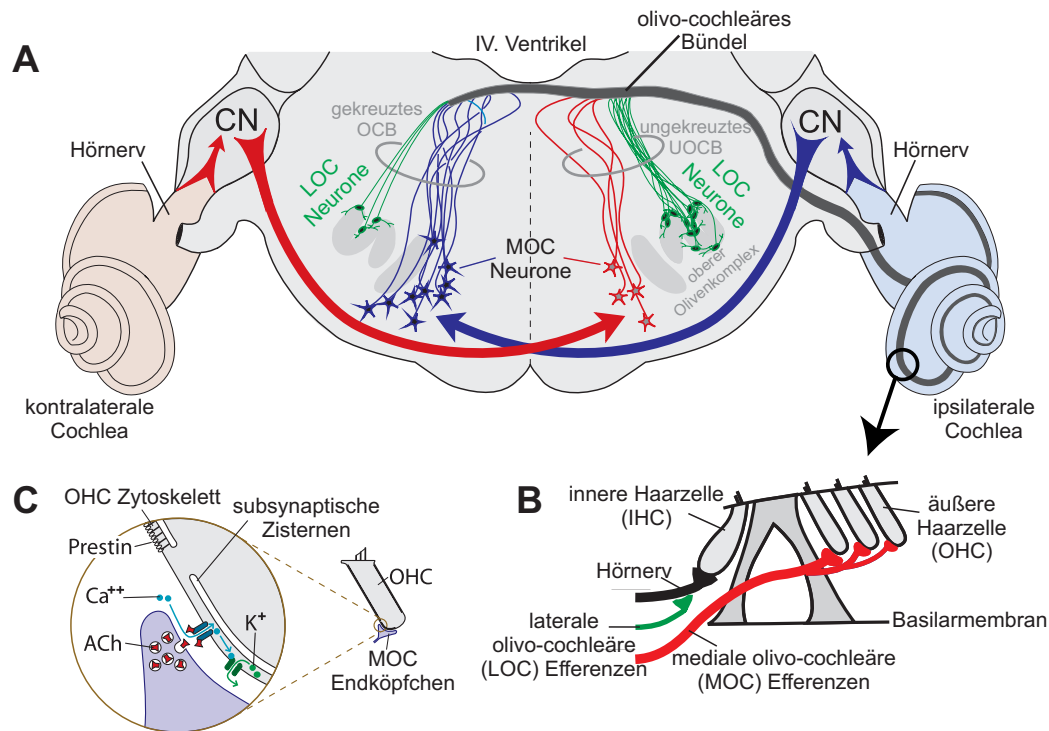 A
IV. Ventrikel
olivo-cochleäres
Bündel
CN
gekreuztes
OCB
ungekreuztes
UOCB
CN
Hörnerv
Hörnerv
LOC
Neurone
LOC
Neurone
MOC
Neurone
oberer
Olivenkomplex
kontralaterale
Cochlea
ipsilaterale
Cochlea
C
OHC Zytoskelett
subsynaptische
Zisternen
Prestin
Ca++
K+
ACh
OHC
MOC
Endköpfchen
B
innere Haarzelle
(IHC)
äußere
Haarzelle
(OHC)
Hörnerv
laterale
olivo-cochleäre
(LOC) Efferenzen
Basilarmembran
mediale olivo-cochleäre
(MOC) Efferenzen